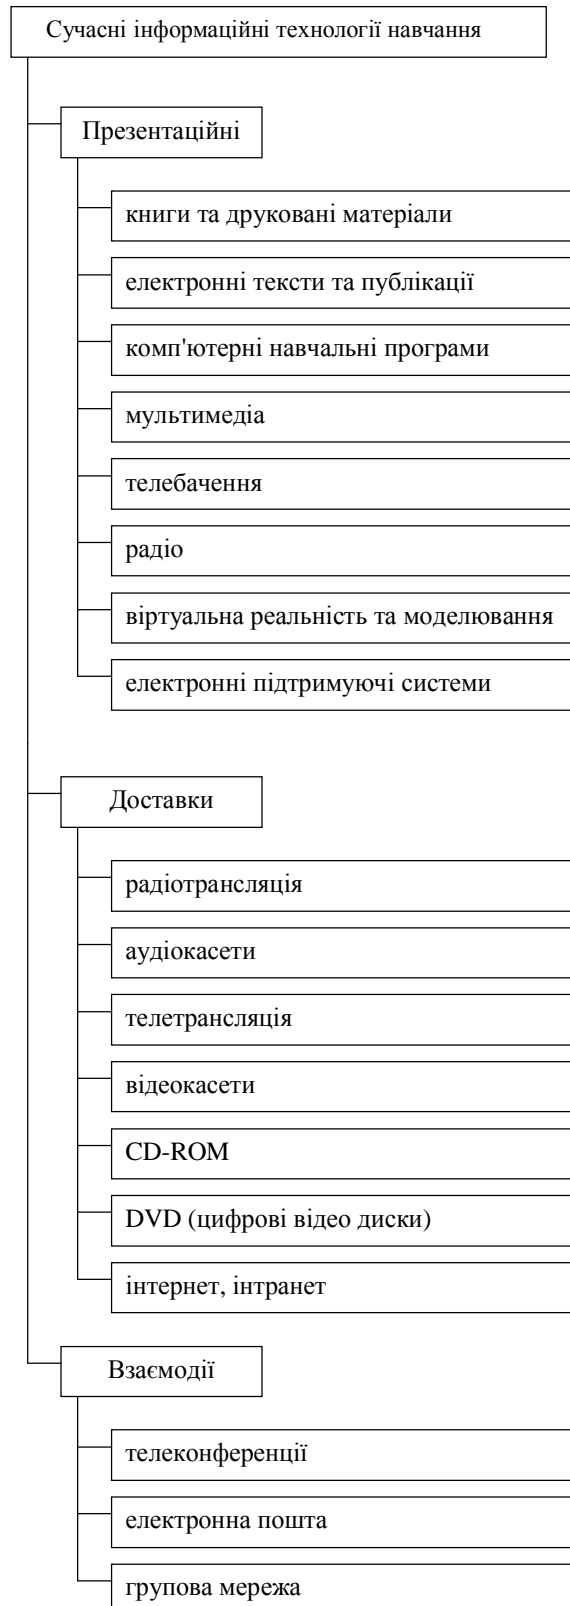 Сучасні інформаційні технології навчання
Презентаційні
книги та друковані матеріали
електронні тексти та публікації
комп'ютерні навчальні програми
мультимедіа
телебачення
радіо
віртуальна реальність та моделювання
електронні підтримуючі системи
Доставки
радіотрансляція
аудіокасети
телетрансляція
відеокасети
CD-ROM
DVD (цифрові відео диски)
інтернет, інтранет
Взаємодії
телеконференції
електронна пошта
групова мережа